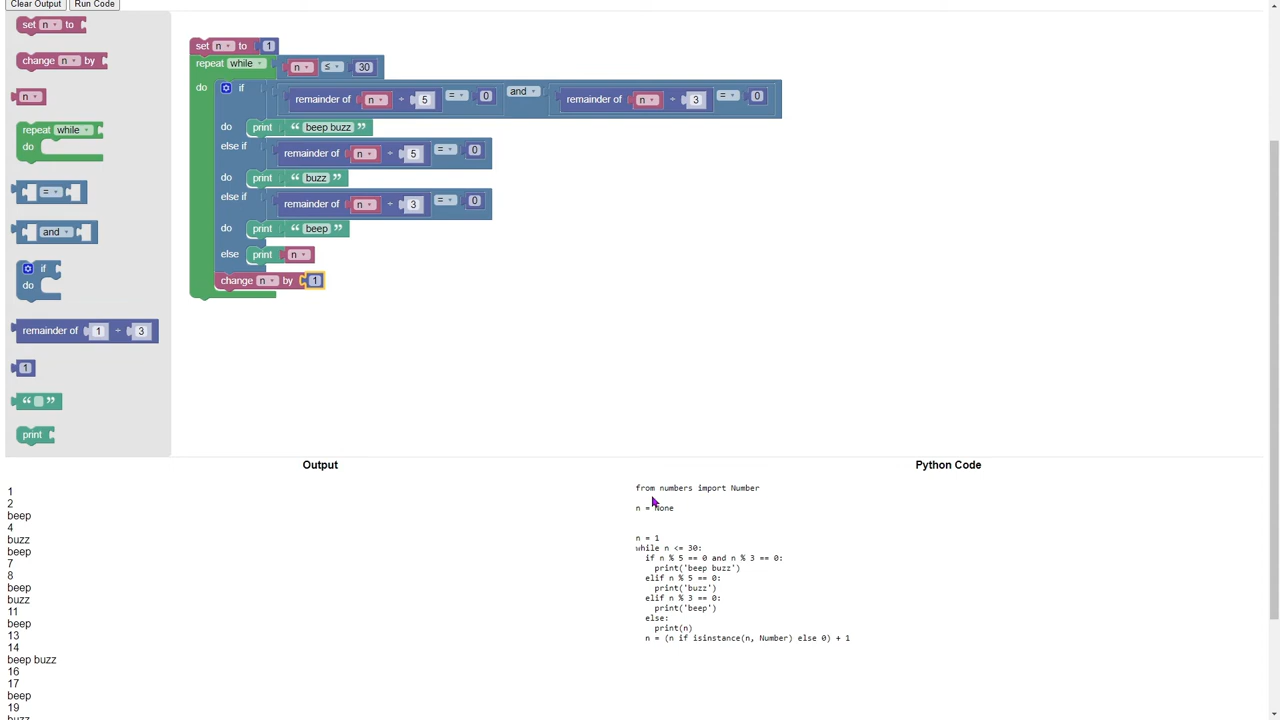 Clear Output Run Code
set n to
change n by
n
repeat while
do
=
and
if
do
remainder of 1 ÷ 3
1
“ ”
print
set n to 1
repeat while n ≤ 30
do if remainder of n ÷ 5 = 0 and remainder of n ÷ 3 = 0
do print “ beep buzz ”
else if remainder of n ÷ 5 = 0
do print “ buzz ”
else if remainder of n ÷ 3 = 0
do print “ beep ”
else print n
change n by 1
Output
1
2
beep
4
buzz
beep
7
8
beep
buzz
11
beep
13
14
beep buzz
16
17
beep
19
buzz
Python Code
from numbers import Number
n = None
n = 1
while n <= 30:
if n % 5 == 0 and n % 3 == 0:
print('beep buzz')
elif n % 5 == 0:
print('buzz')
elif n % 3 == 0:
print('beep')
else:
print(n)
n = (n if isinstance(n, Number) else 0) + 1